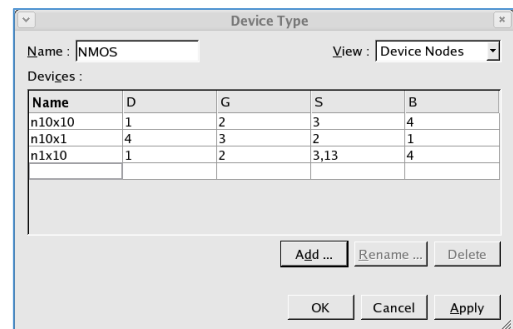 Device Type
Name : NMOS View : Device Nodes
Devices :
Name D G S B
n10x10 1 2 3 4
n10x1 4 3 2 1
n1x10 1 2 3,13 4
Add ... Rename ... Delete
OK Cancel Apply